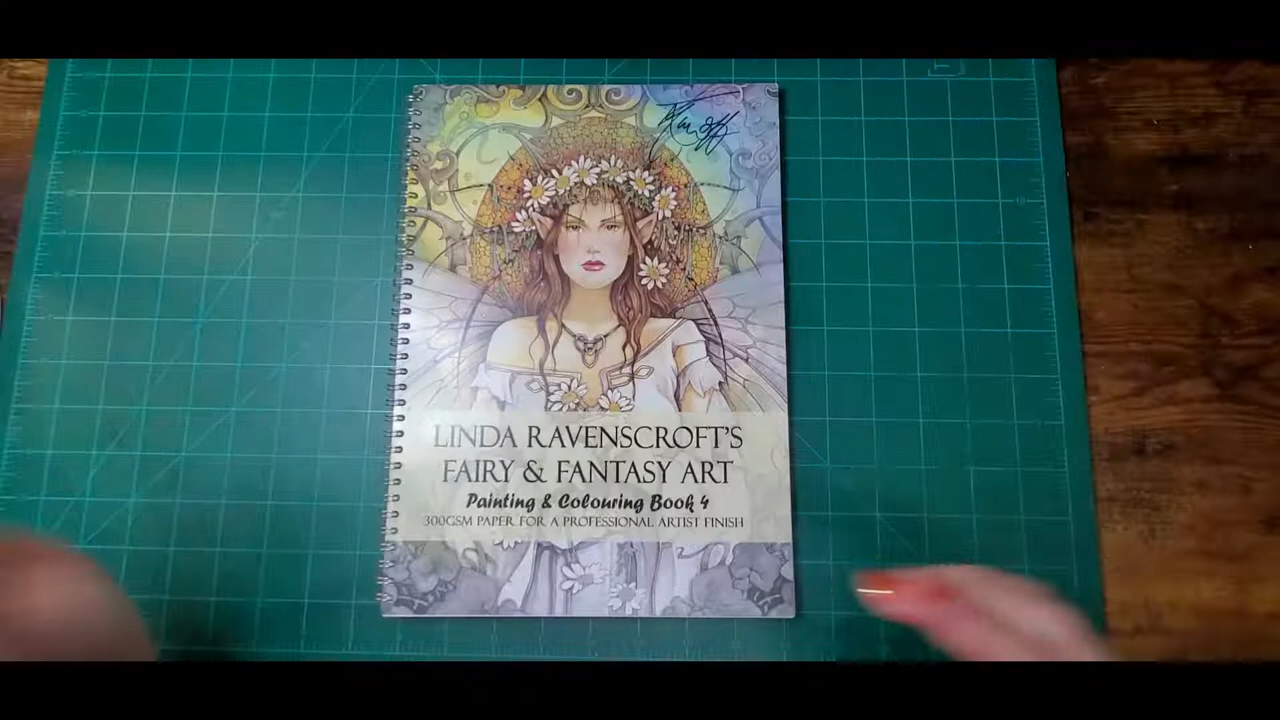 LINDA RAVENSCROFT'S
FAIRY & FANTASY ART
Painting & Colouring Book 4
300GSM PAPER FOR A PROFESSIONAL ARTIST FINISH